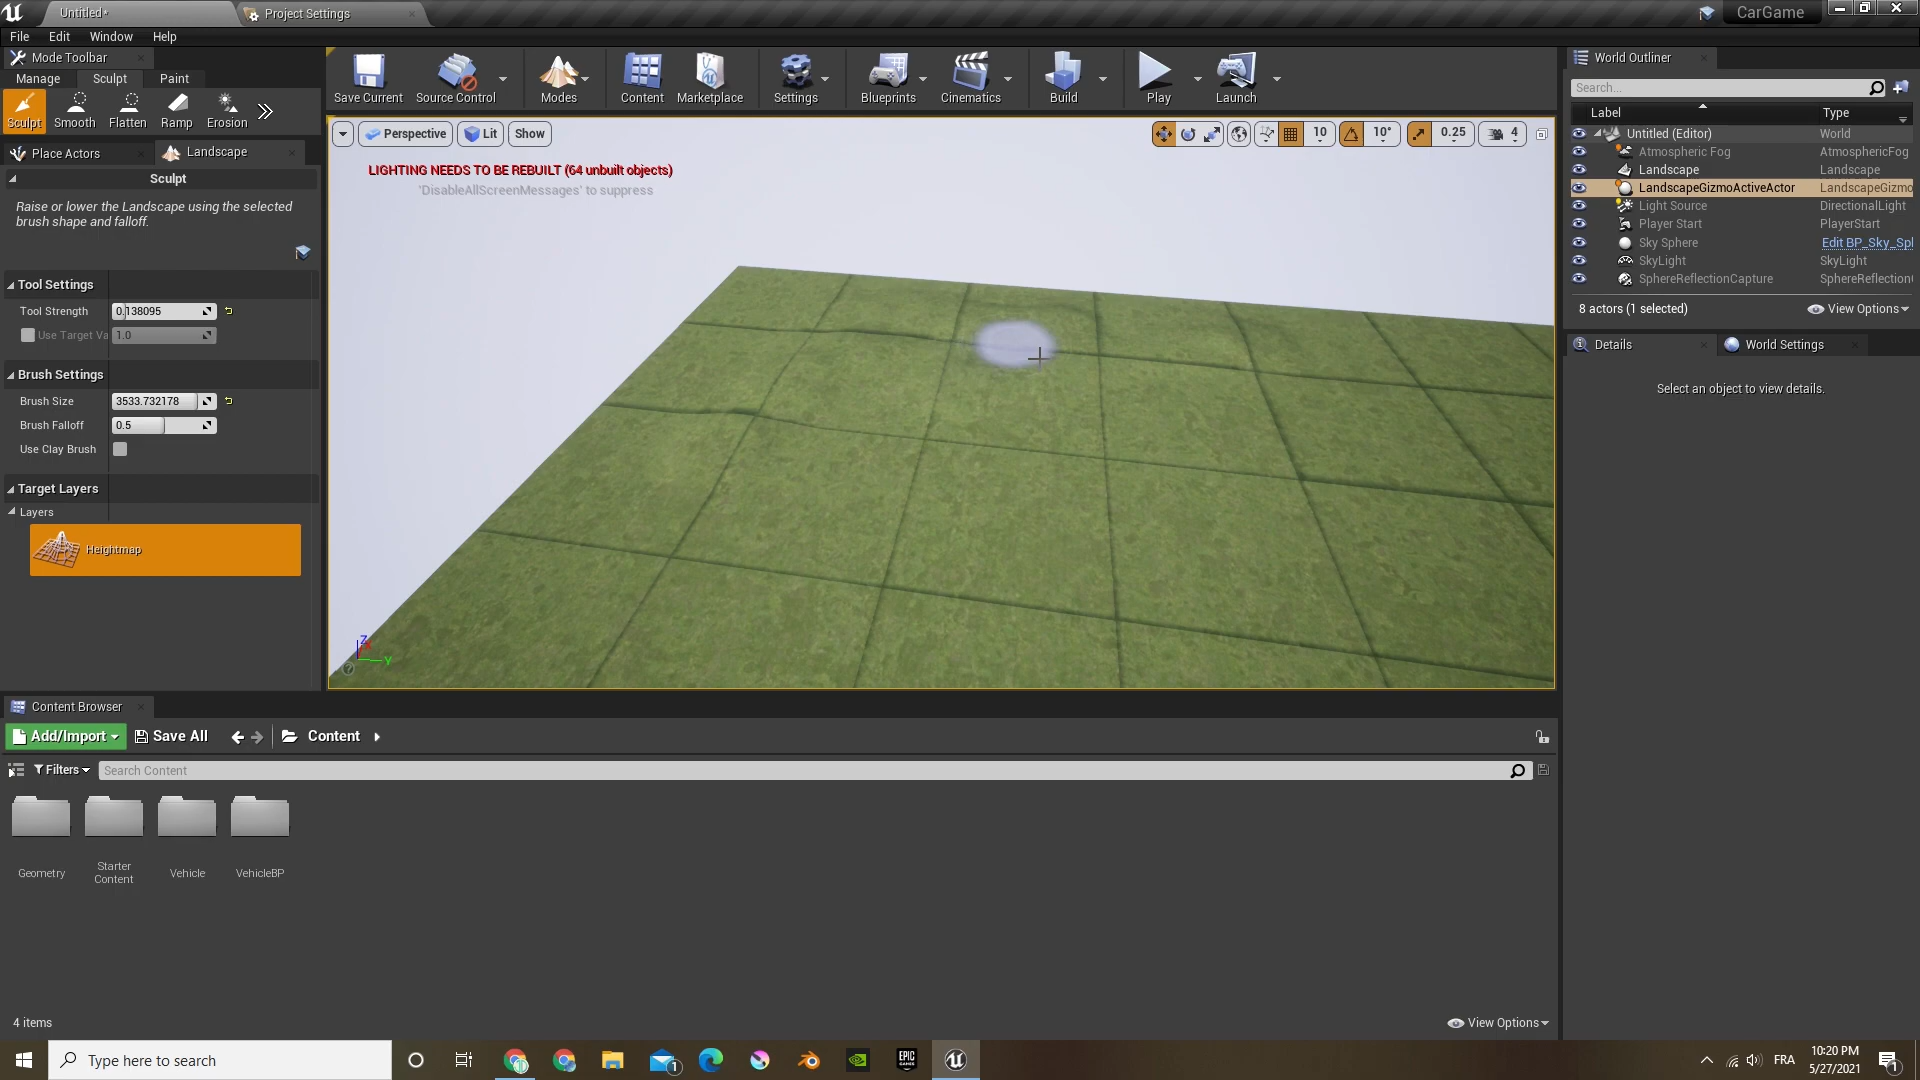 Untitled*
Project Settings
CarGame
File Edit Window Help
Mode Toolbar
Manage Sculpt Paint
Sculpt Smooth Flatten Ramp Erosion
Place Actors
Landscape
Sculpt
Raise or lower the Landscape using the selected
brush shape and falloff.
Tool Settings
Tool Strength 0.138095
Use Target Va 1.0
Brush Settings
Brush Size 3533.732178
Brush Falloff 0.5
Use Clay Brush
Target Layers
Layers
Heightmap
Save Current Source Control Modes Content Marketplace Settings Blueprints Cinematics Build Play Launch
Perspective Lit Show
10 10° 0.25 4
LIGHTING NEEDS TO BE REBUILT (64 unbuilt objects)
'DisableAllScreenMessages' to suppress
Z
X
Y
World Outliner
Search...
Label Type
Untitled (Editor) World
Atmospheric Fog AtmosphericFog
Landscape Landscape
LandscapeGizmoActiveActor LandscapeGizmo
Light Source DirectionalLight
Player Start PlayerStart
Sky Sphere Edit BP_Sky_Spl
SkyLight SkyLight
SphereReflectionCapture SphereReflection
8 actors (1 selected)
View Options
Details
World Settings
Select an object to view details.
Content Browser
Add/Import Save All Content
Filters Search Content
Geometry
Starter
Content
Vehicle
VehicleBP
4 items
View Options
Type here to search
1
EPIC
GAMES
FRA
10:20 PM
5/27/2021
1